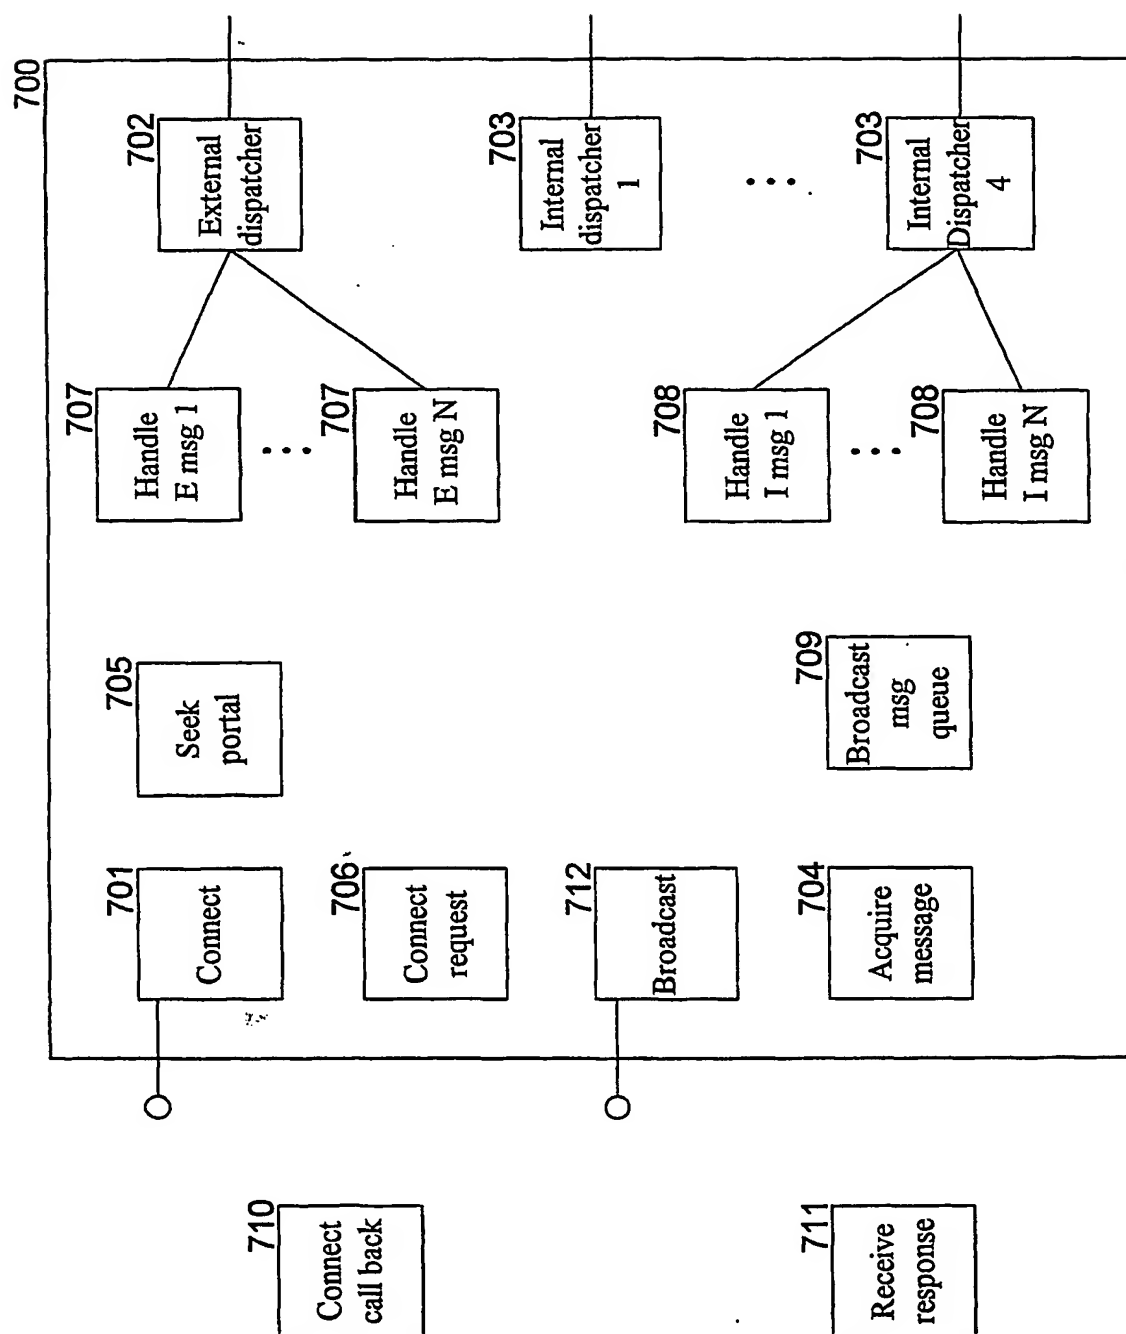 700
710
Connect
call back
711
Receive
response
701
Connect
706
Connect
request
712
Broadcast
704
Acquire
message
705
Seek
portal
709
Broadcast
msg
queue
707
Handle
E msg 1
707
Handle
E msg N
708
Handle
I msg 1
708
Handle
I msg N
702
External
dispatcher
703
Internal
dispatcher
1
703
Internal
Dispatcher
4